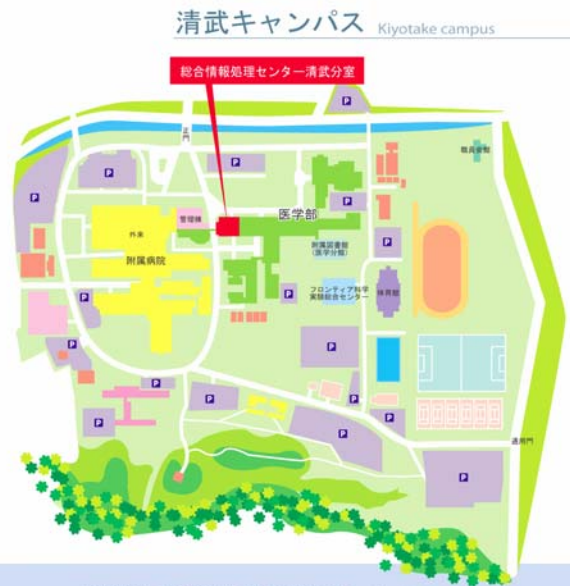 清武キャンパス Kiyotake campus
総合情報処理センター清武分室
P
正門
P
P
職員宿舎
P
P
管理棟
医学部
P
外来
附属図書館
(医学分館)
P
附属病院
フロンティア科学
実験総合センター
体育館
P
P
P
P
P
P
P
P
P
P
P
通用門
P